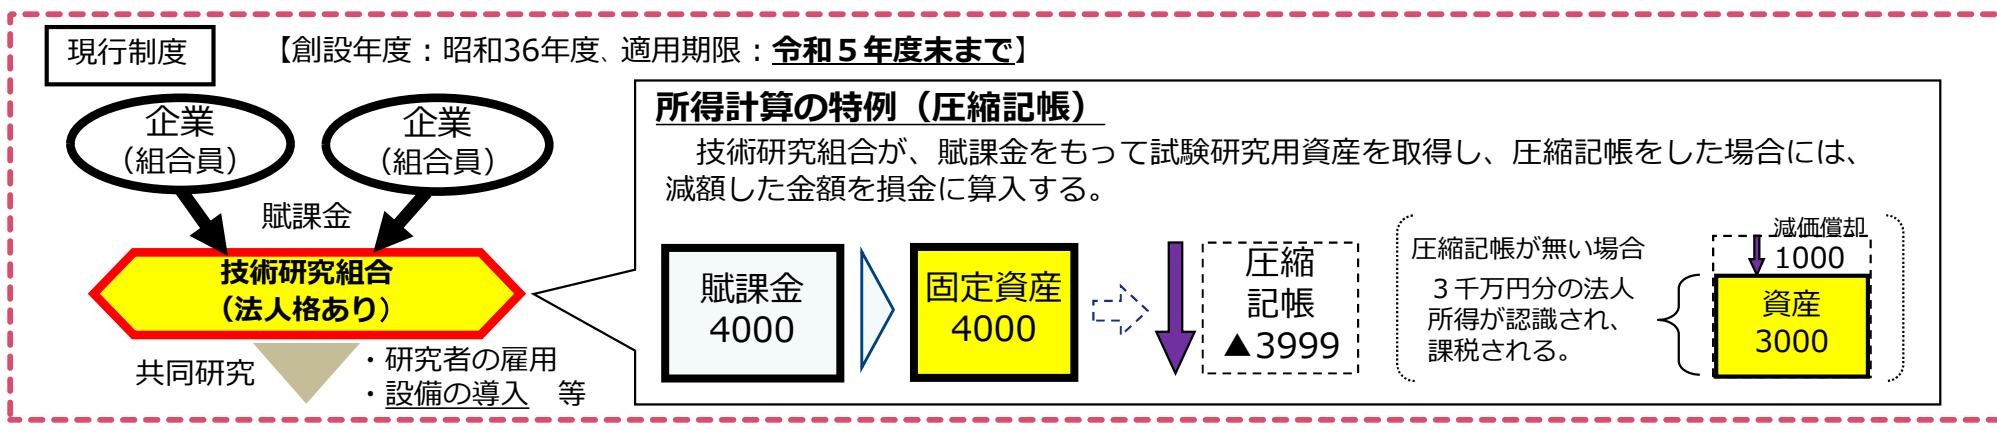 現行制度
【創設年度：昭和36年度、適用期限：令和５年度末まで】
企業
（組合員）
企業
（組合員）
賦課金
技術研究組合
（法人格あり）
共同研究
・研究者の雇用
・設備の導入　等
所得計算の特例（圧縮記帳）
技術研究組合が、賦課金をもって試験研究用資産を取得し、圧縮記帳をした場合には、
減額した金額を損金に算入する。
賦課金
4000
固定資産
4000
圧縮
記帳
▲3999
圧縮記帳が無い場合
３千万円分の法人
所得が認識され、
課税される。
減価償却
1000
資産
3000